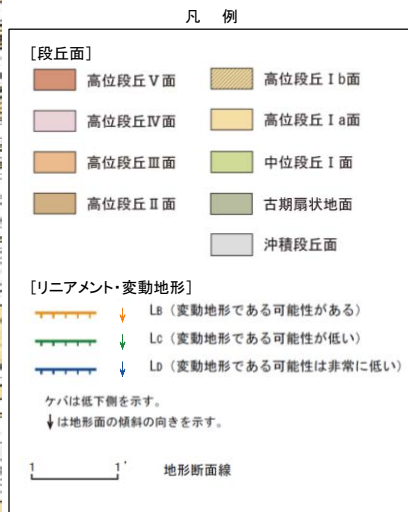 凡 例
[段丘面]
高位段丘Ⅴ面
高位段丘Ⅰb面
高位段丘Ⅳ面
高位段丘Ⅰa面
高位段丘Ⅲ面
中位段丘Ⅰ面
高位段丘Ⅱ面
古期扇状地面
沖積段丘面
[リニアメント・変動地形]
LB（変動地形である可能性がある）
LC（変動地形である可能性が低い）
LD（変動地形である可能性は非常に低い）
ケバは低下側を示す。
↓は地形面の傾斜の向きを示す。
1 1' 地形断面線